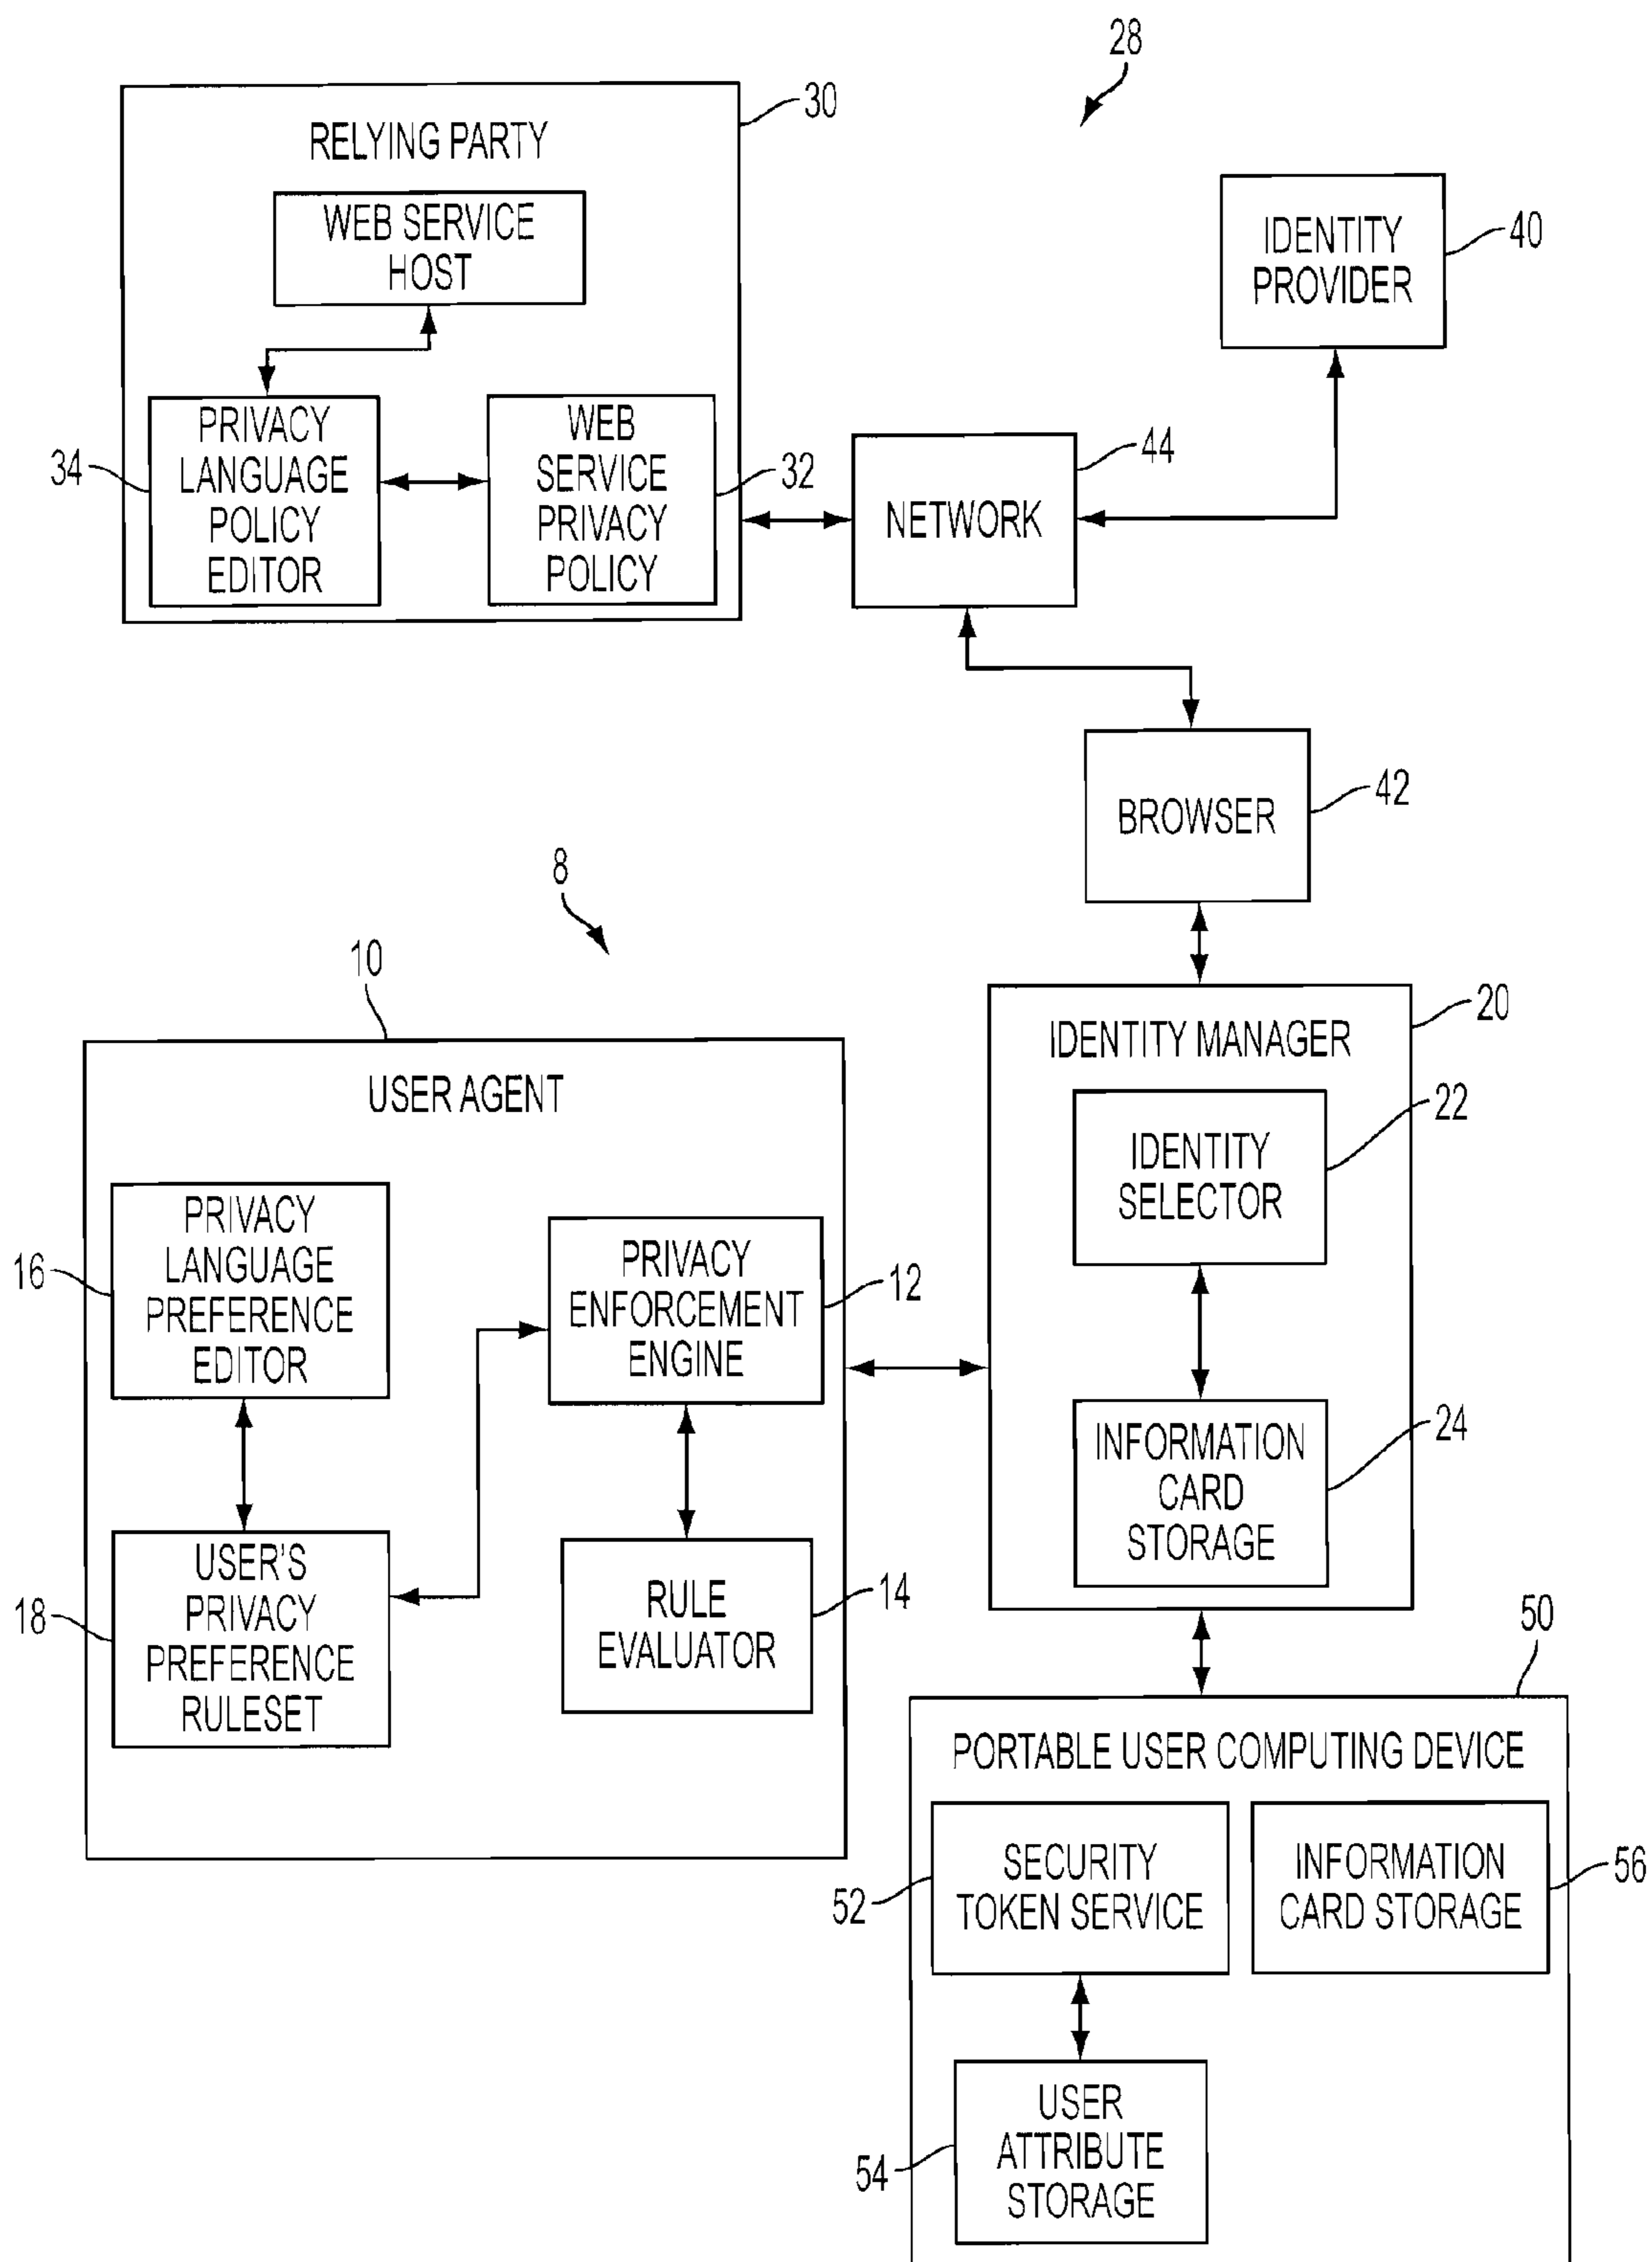 28
30
RELYING PARTY
WEB SERVICE
HOST
IDENTITY
PROVIDER
40
34
PRIVACY
LANGUAGE
POLICY
EDITOR
WEB
SERVICE
PRIVACY
POLICY
32
NETWORK
44
BROWSER
42
8
10
USER AGENT
16
PRIVACY
LANGUAGE
PREFERENCE
EDITOR
PRIVACY
ENFORCEMENT
ENGINE
12
18
USER'S
PRIVACY
PREFERENCE
RULESET
RULE
EVALUATOR
14
20
IDENTITY MANAGER
IDENTITY
SELECTOR
22
INFORMATION
CARD
STORAGE
24
50
PORTABLE USER COMPUTING DEVICE
52
SECURITY
TOKEN SERVICE
INFORMATION
CARD STORAGE
56
54
USER
ATTRIBUTE
STORAGE